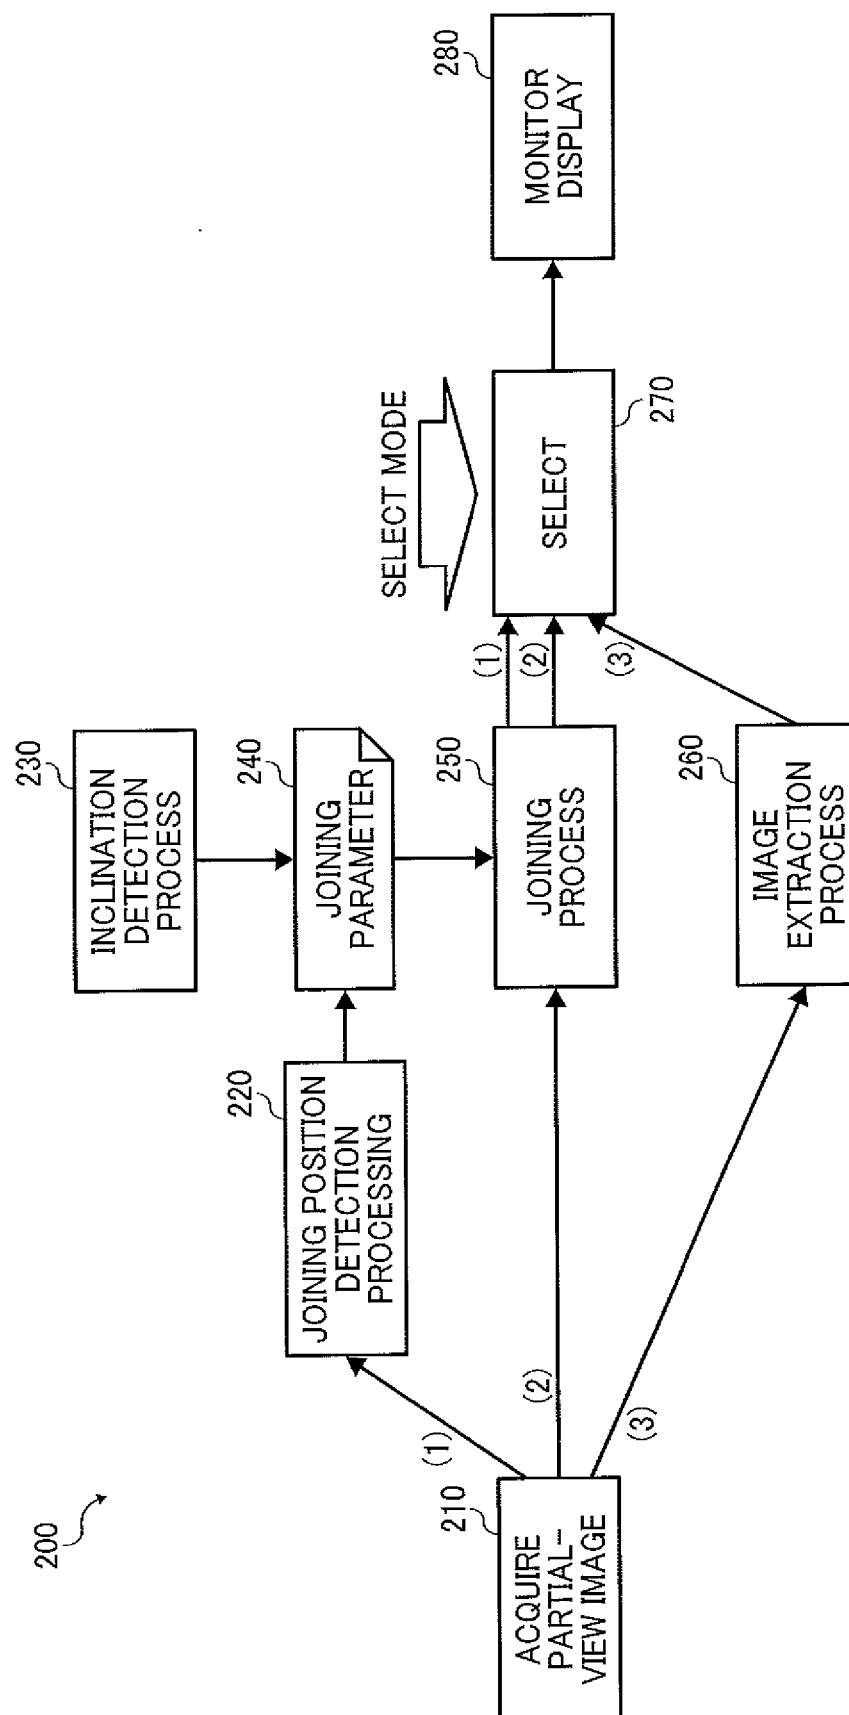 200
210
ACQUIRE
PARTIAL-
VIEW IMAGE
(1)
(2)
(3)
220
JOINING POSITION
DETECTION
PROCESSING
230
INCLINATION
DETECTION
PROCESS
240
JOINING
PARAMETER
250
JOINING
PROCESS
260
IMAGE
EXTRACTION
PROCESS
(1)
(2)
(3)
SELECT MODE
SELECT
270
280
MONITOR
DISPLAY